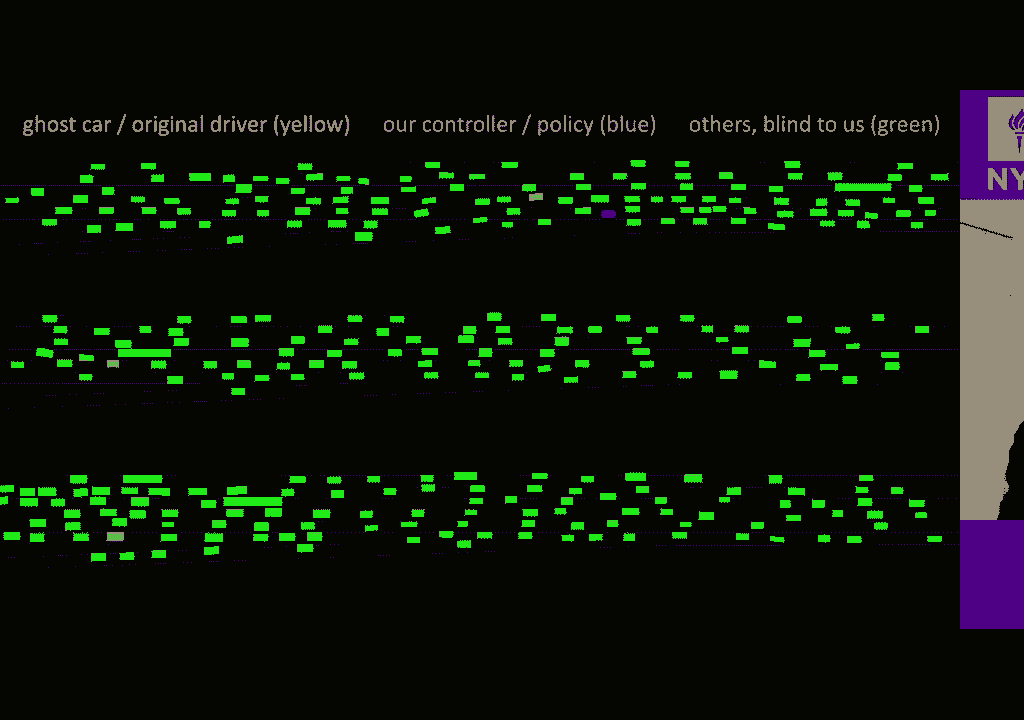 ghost car / original driver (yellow) our controller / policy (blue) others, blind to us (green)
NY